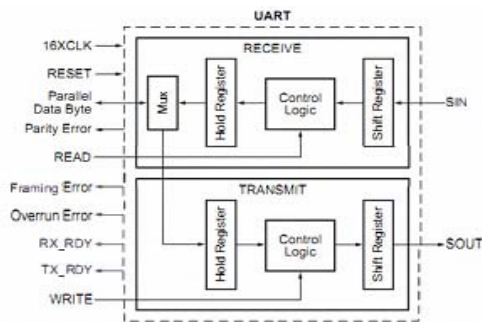 UART
16XCLK
RESET
Parallel
Data Byte
Parity Error
READ
Framing Error
Overrun Error
RX_RDY
TX_RDY
WRITE
RECEIVE
Mux
Hold Register
Control
Logic
Shift Register
SIN
TRANSMIT
Hold Register
Control
Logic
Shift Register
SOUT